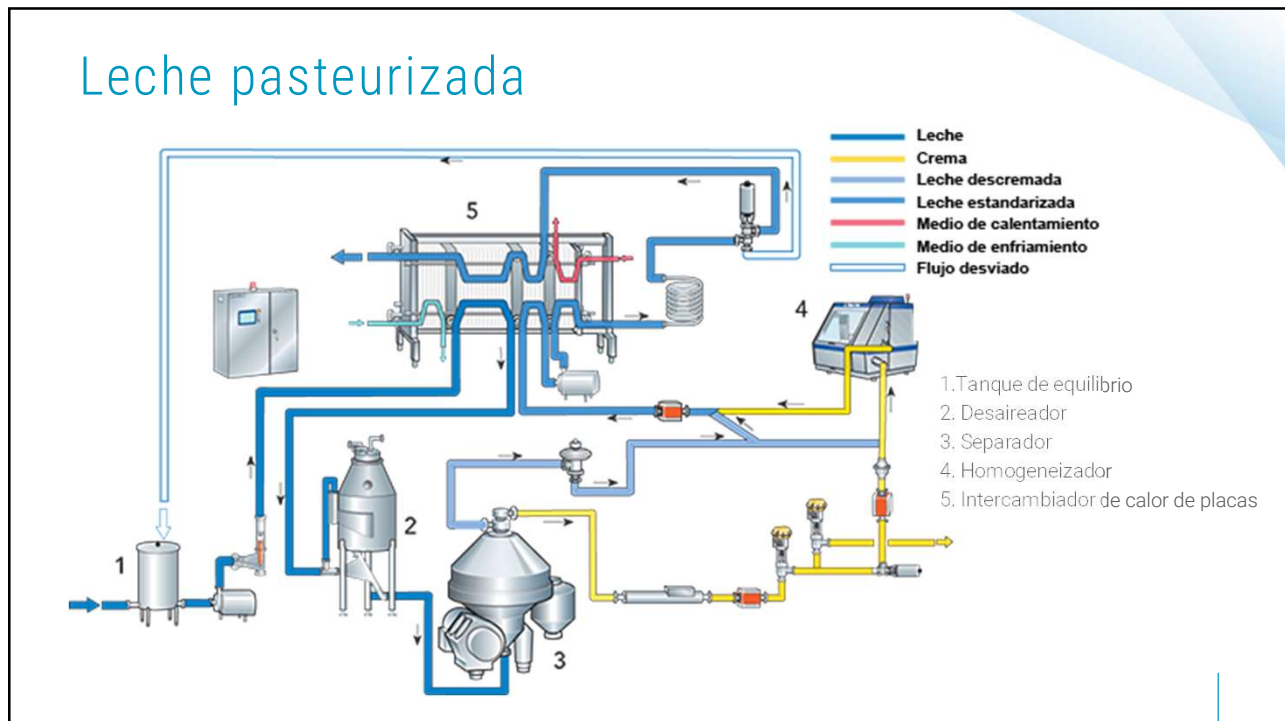 Leche pasteurizada
Leche
Crema
Leche descremada
Leche estandarizada
Medio de calentamiento
Medio de enfriamiento
Flujo desviado
5
4
1.Tanque de equilibrio
2. Desaireador
3. Separador
4. Homogeneizador
5. Intercambiador de calor de placas
2
1
3